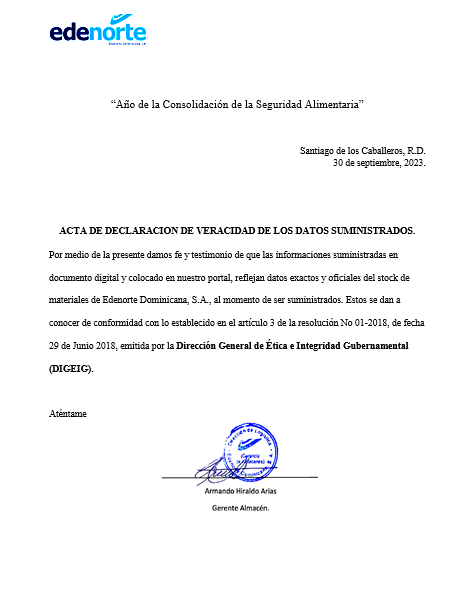 edenorte
“Año de la Consolidación de la Seguridad Alimentaria”
Santiago de los Caballeros, R.D.
30 de septiembre, 2023.
ACTA DE DECLARACION DE VERACIDAD DE LOS DATOS SUMINISTRADOS.
Por medio de la presente damos fe y testimonio de que las informaciones suministradas en
documento digital y colocado en nuestro portal, reflejan datos exactos y oficiales del stock de
materiales de Edenorte Dominicana, S.A., al momento de ser suministrados. Estos se dan a
conocer de conformidad con lo establecido en el artículo 3 de la resolución No 01-2018, de fecha
29 de Junio 2018, emitida por la Dirección General de Ética e Integridad Gubernamental
(DIGEIG).
Aténtame
Dirección de Logística
Armando Hiraldo Arias
Gerente Almacén.